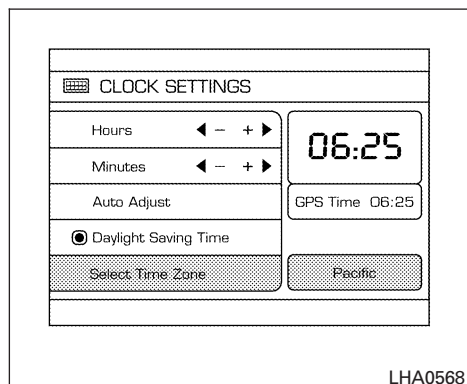 CLOCK SETTINGS
Hours - +
Minutes - +
Auto Adjust
Daylight Saving Time
Select Time Zone
06:25
GPS Time 06:25
Pacific
LHA0568